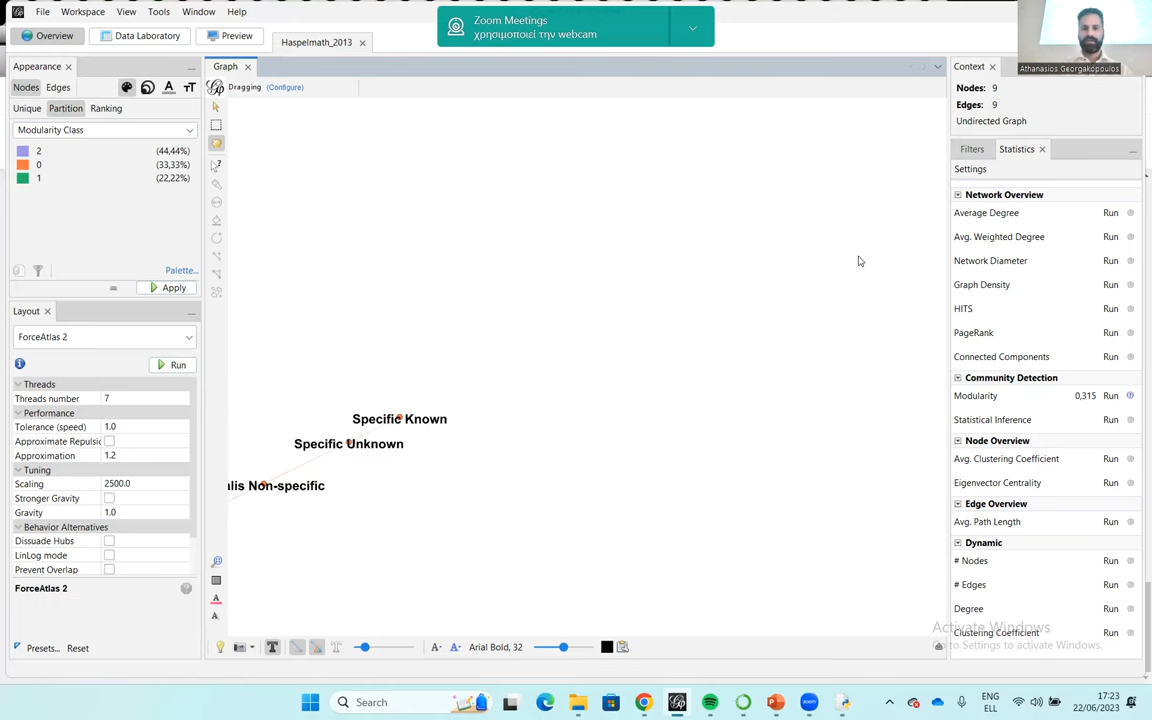 File Workspace View Tools Window Help
Zoom Meetings
χρησιμοποιεί την webcam
Overview Data Laboratory Preview Haspelmath_2013
Athanasios Georgakopoulos
Appearance
Nodes Edges
Unique Partition Ranking
Modularity Class
2 (44,44%)
0 (33,33%)
1 (22,22%)
Palette...
Apply
Layout
ForceAtlas 2
Run
Threads
Threads number 7
Performance
Tolerance (speed) 1.0
Approximate Repulsic
Approximation 1.2
Tuning
Scaling 2500.0
Stronger Gravity
Gravity 1.0
Behavior Alternatives
Dissuade Hubs
LinLog mode
Prevent Overlap
ForceAtlas 2
Presets... Reset
Graph
Dragging (Configure)
Specific Known
Specific Unknown
alis Non-specific
Arial Bold, 32
Context
Nodes: 9
Edges: 9
Undirected Graph
Filters Statistics
Settings
Network Overview
Average Degree Run
Avg. Weighted Degree Run
Network Diameter Run
Graph Density Run
HITS Run
PageRank Run
Connected Components Run
Community Detection
Modularity 0,315 Run
Statistical Inference Run
Node Overview
Avg. Clustering Coefficient Run
Eigenvector Centrality Run
Edge Overview
Avg. Path Length Run
Dynamic
# Nodes Run
# Edges Run
Degree Run
Clustering Coefficient Run
Activate Windows
Go to Settings to activate Windows.
Search
ENG
ELL
17:23
22/06/2023